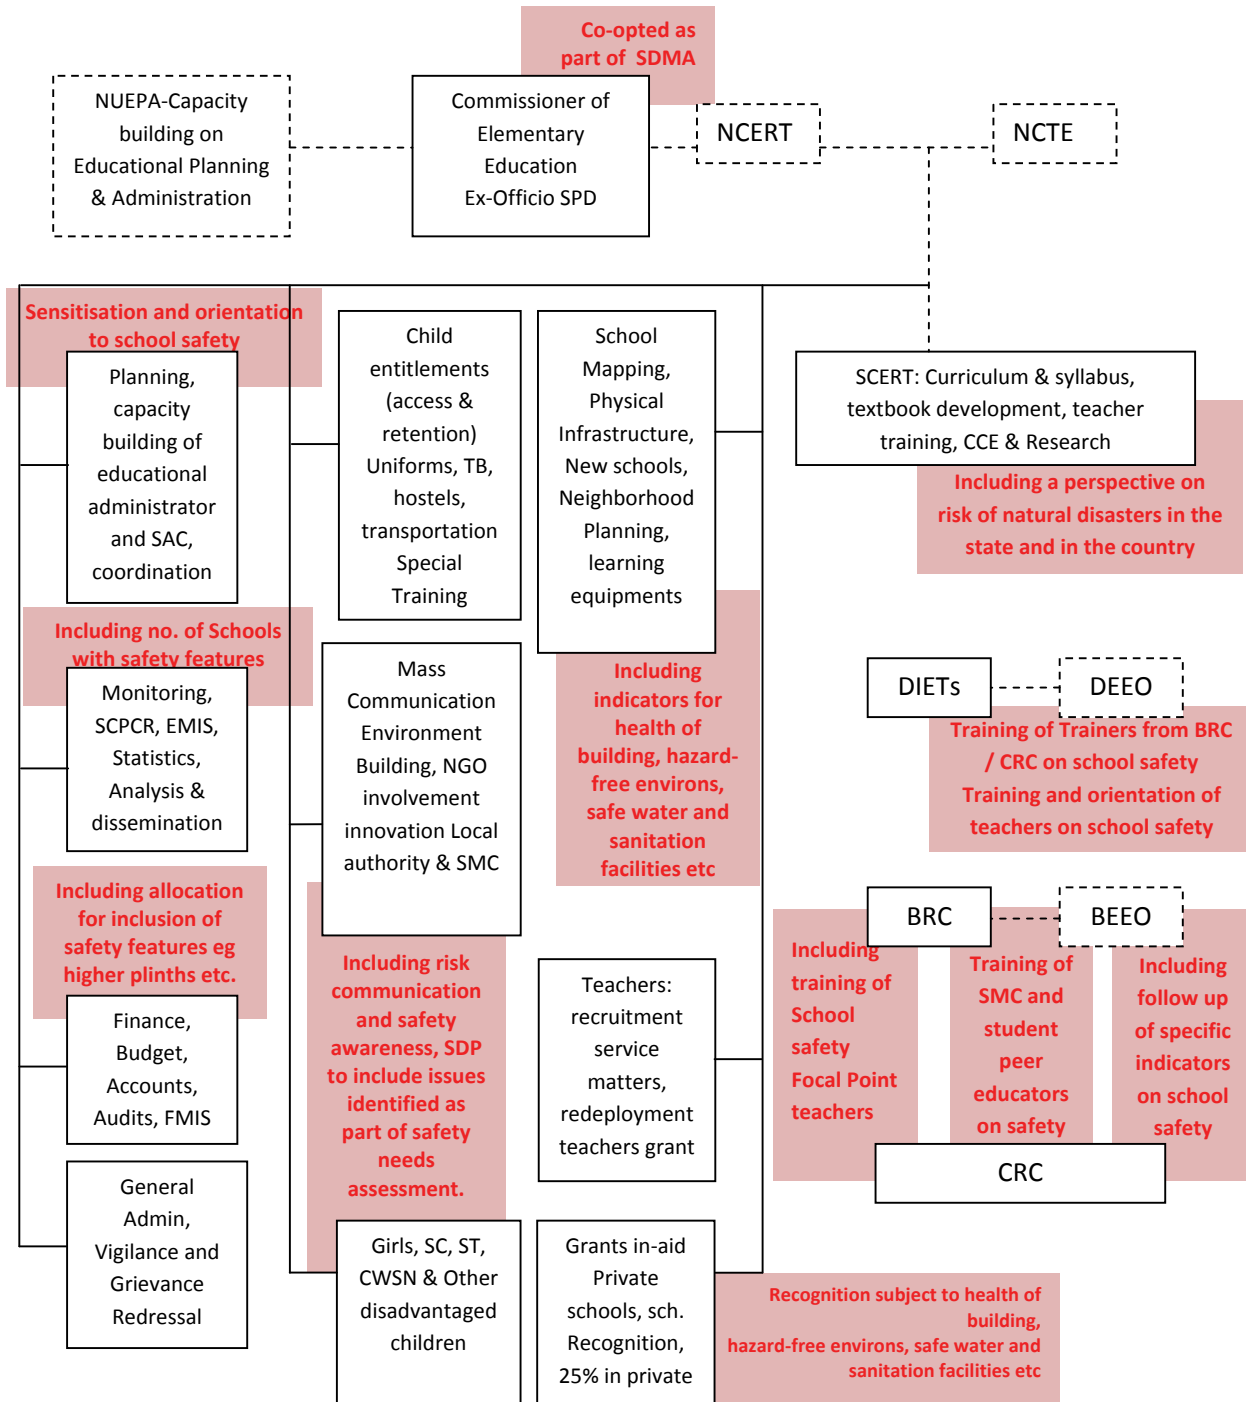 Co-opted as
part of SDMA
NUEPA-Capacity
building on
Educational Planning
& Administration
Commissioner of
Elementary
Education
Ex-Officio SPD
NCERT
NCTE
Sensitisation and orientation
to school safety
Planning,
capacity
building of
educational
administrator
and SAC,
coordination
Child
entitlements
(access &
retention)
Uniforms, TB,
hostels,
transportation
Special
Training
School
Mapping,
Physical
Infrastructure,
New schools,
Neighborhood
Planning,
learning
equipments
SCERT: Curriculum & syllabus,
textbook development, teacher
training, CCE & Research
Including a perspective on
risk of natural disasters in the
state and in the country
Including no. of Schools
with safety features
Monitoring,
SCPCR, EMIS,
Statistics,
Analysis &
dissemination
Mass
Communication
Environment
Building, NGO
involvement
innovation Local
authority & SMC
Including
indicators for
health of
building, hazard-
free environs,
safe water and
sanitation
facilities etc
DIETs
DEEO
Training of Trainers from BRC
/ CRC on school safety
Training and orientation of
teachers on school safety
Including allocation
for inclusion of
safety features eg
higher plinths etc.
Finance,
Budget,
Accounts,
Audits, FMIS
Including risk
communication
and safety
awareness, SDP
to include issues
identified as
part of safety
needs
assessment.
Teachers:
recruitment
service
matters,
redeployment
teachers grant
BRC
BEEO
Including
training of
School
safety
Focal Point
teachers
Training of
SMC and
student
peer
educators
on safety
Including
follow up
of specific
indicators
on school
safety
CRC
General
Admin,
Vigilance and
Grievance
Redressal
Girls, SC, ST,
CWSN & Other
disadvantaged
children
Grants in-aid
Private
schools, sch.
Recognition,
25% in private
Recognition subject to health of
building,
hazard-free environs, safe water and
sanitation facilities etc